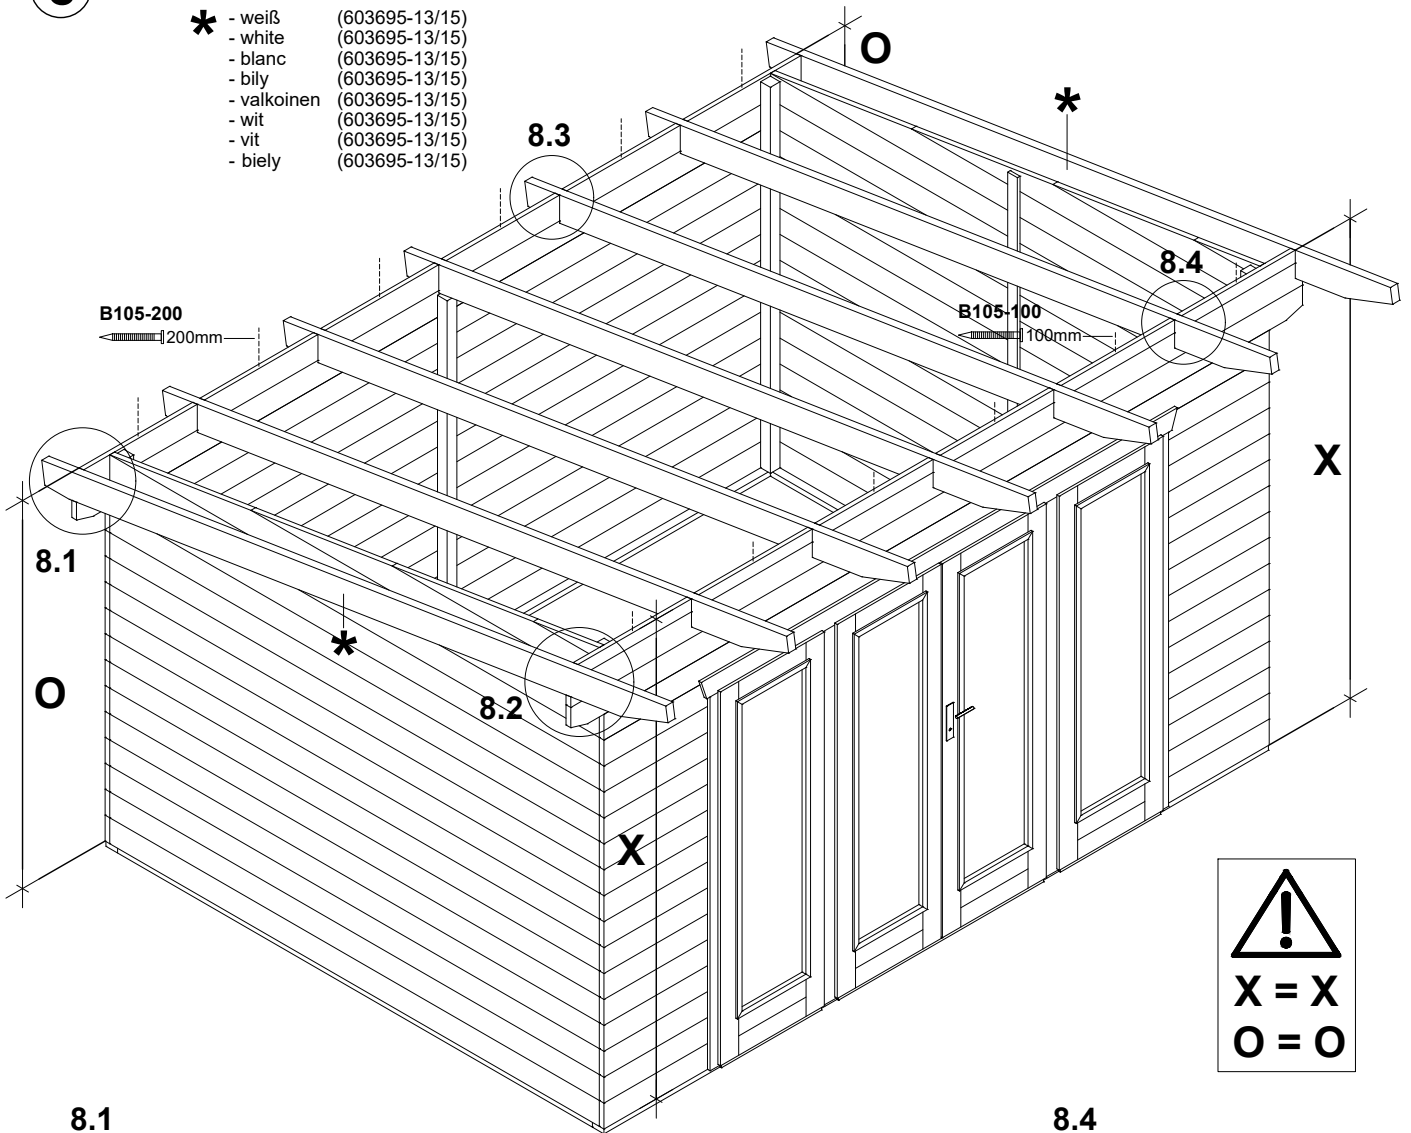 * - weiß (603695-13/15)
- white (603695-13/15)
- blanc (603695-13/15)
- bily (603695-13/15)
- valkoinen (603695-13/15)
- wit (603695-13/15)
- vit (603695-13/15)
- biely (603695-13/15)
O
*
8.3
8.4
B105-200
200mm
B105-100
100mm
X
8.1
*
O
8.2
X
!
X = X
O = O
8.1
8.4